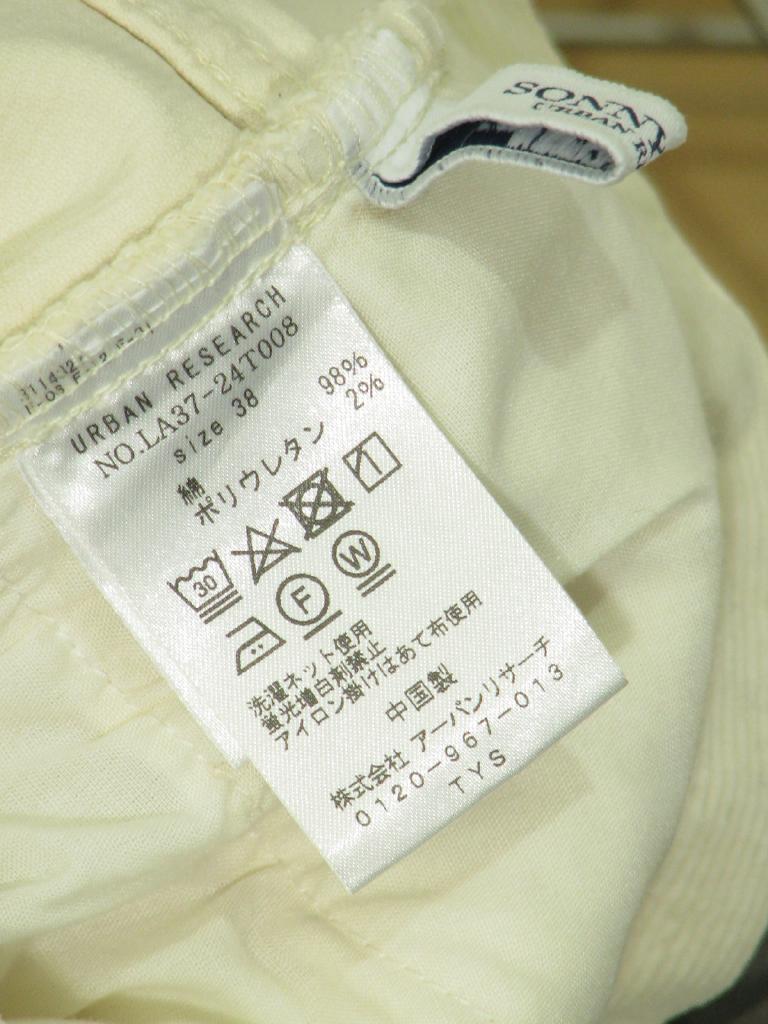 SONNY
URBAN R
URBAN RESEARCH
NO.LA37-24T008
size 38
綿 98%
ポリウレタン 2%
30
F W
洗濯ネット使用
蛍光増白剤禁止
アイロン掛けはあて布使用
中国製
株式会社 アーバンリサーチ
0120-967-013
TYS